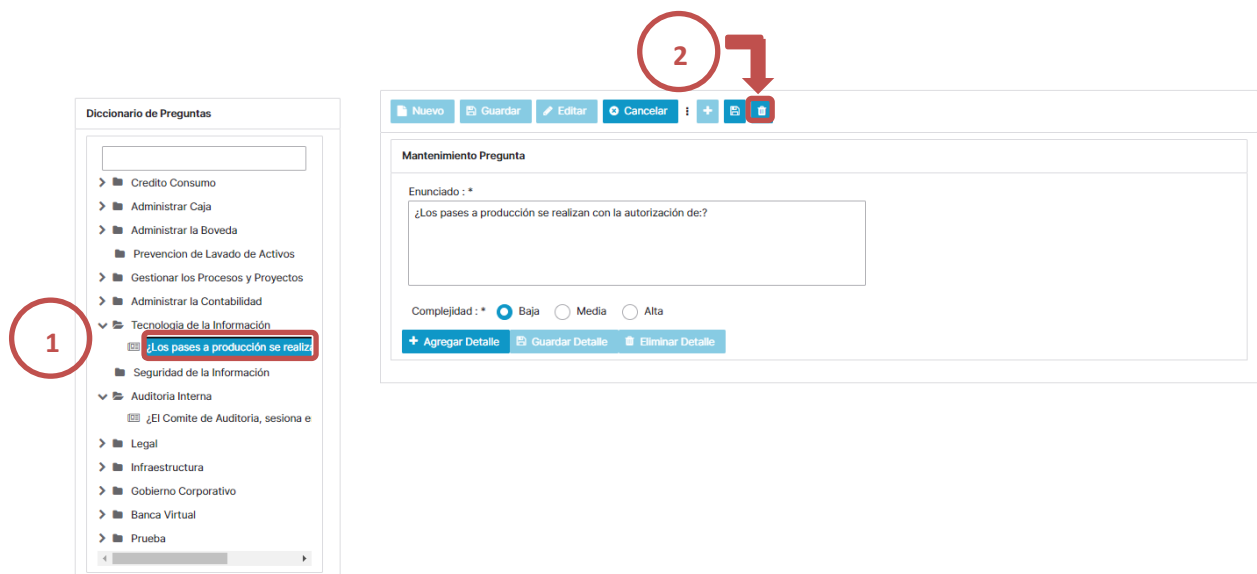 2
Diccionario de Preguntas
Nuevo Guardar Editar Cancelar
Mantenimiento Pregunta
Credito Consumo
Administrar Caja
Administrar la Boveda
Prevencion de Lavado de Activos
Gestionar los Procesos y Proyectos
Administrar la Contabilidad
1
Tecnologia de la Información
¿Los pases a producción se realiza
Seguridad de la Información
Auditoria Interna
¿El Comite de Auditoria, sesiona e
Legal
Infraestructura
Gobierno Corporativo
Banca Virtual
Prueba
Enunciado : *
¿Los pases a producción se realizan con la autorización de:?
Complejidad : * Baja Media Alta
Agregar Detalle Guardar Detalle Eliminar Detalle